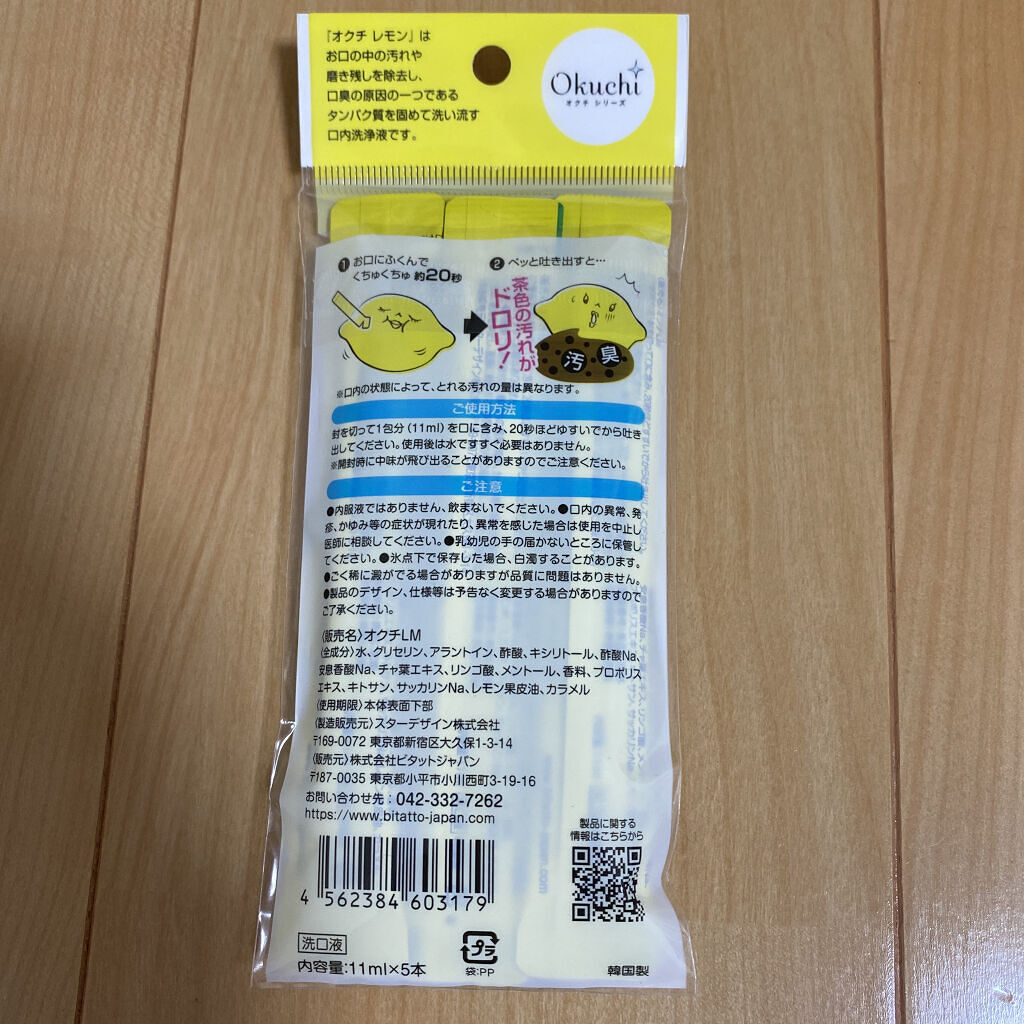 『オクチ レモン』は
お口の中の汚れや
磨き残しを除去し、
口臭の原因の一つである
タンパク質を固めて洗い流す
口内洗浄液です。
Okuchi
オクチ シリーズ
1 お口にふくんで
くちゅくちゅ 約20秒
2 ペッと吐き出すと…
茶色の汚れが
ドロリ!
汚 臭
※口内の状態によって、とれる汚れの量は異なります。
ご使用方法
封を切って1包分(11ml)を口に含み、20秒ほどゆすいでから吐き
出してください。使用後は水ですすぐ必要はありません。
※開封時に中味が飛び出ることがありますのでご注意ください。
ご注意
●内服液ではありません、飲まないでください。●口内の異常、発
疹、かゆみ等の症状が現れたり、異常を感じた場合は使用を中止し
医師に相談してください。●乳幼児の手の届かないところに保管し
てください。●氷点下で保存した場合、白濁することがあります。
●ごく稀に澱がでる場合がありますが品質に問題はありません。
●製品のデザイン、仕様等は予告なく変更する場合がありますので
ご了承ください。
〈販売名〉オクチLM
〈全成分〉水、グリセリン、アラントイン、酢酸、キシリトール、酢酸Na、
安息香酸Na、チャ葉エキス、リンゴ酸、メントール、香料、プロポリス
エキス、キトサン、サッカリンNa、レモン果皮油、カラメル
〈使用期限〉本体表面下部
〈製造販売元〉スターデザイン株式会社
〒169-0072 東京都新宿区大久保1-3-14
〈販売元〉株式会社ビタットジャパン
〒187-0035 東京都小平市小川西町3-19-16
お問い合わせ先：042-332-7262
https://www.bitatto-japan.com
製品に関する
情報はこちらから
4 562384 603179
洗口液
内容量:11ml×5本
プラ
袋:PP
韓国製